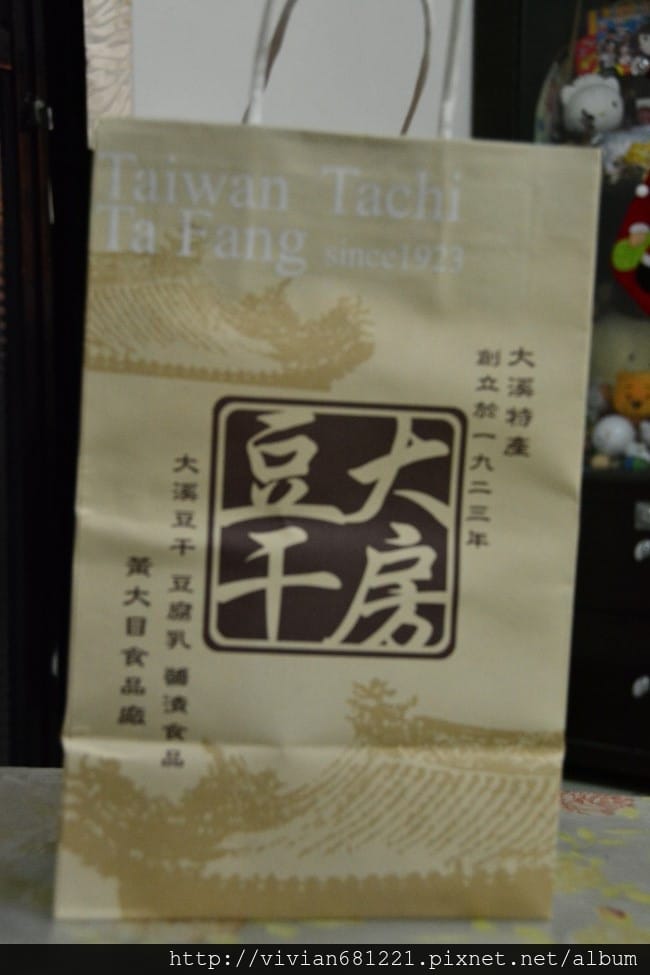 Taiwan Tachi
Ta Fang since1923
大溪特產
創立於一九二三年
大房
豆干
大溪豆干 豆腐乳 醬漬食品
黃大目食品廠
http://vivian681221.pixnet.net/album